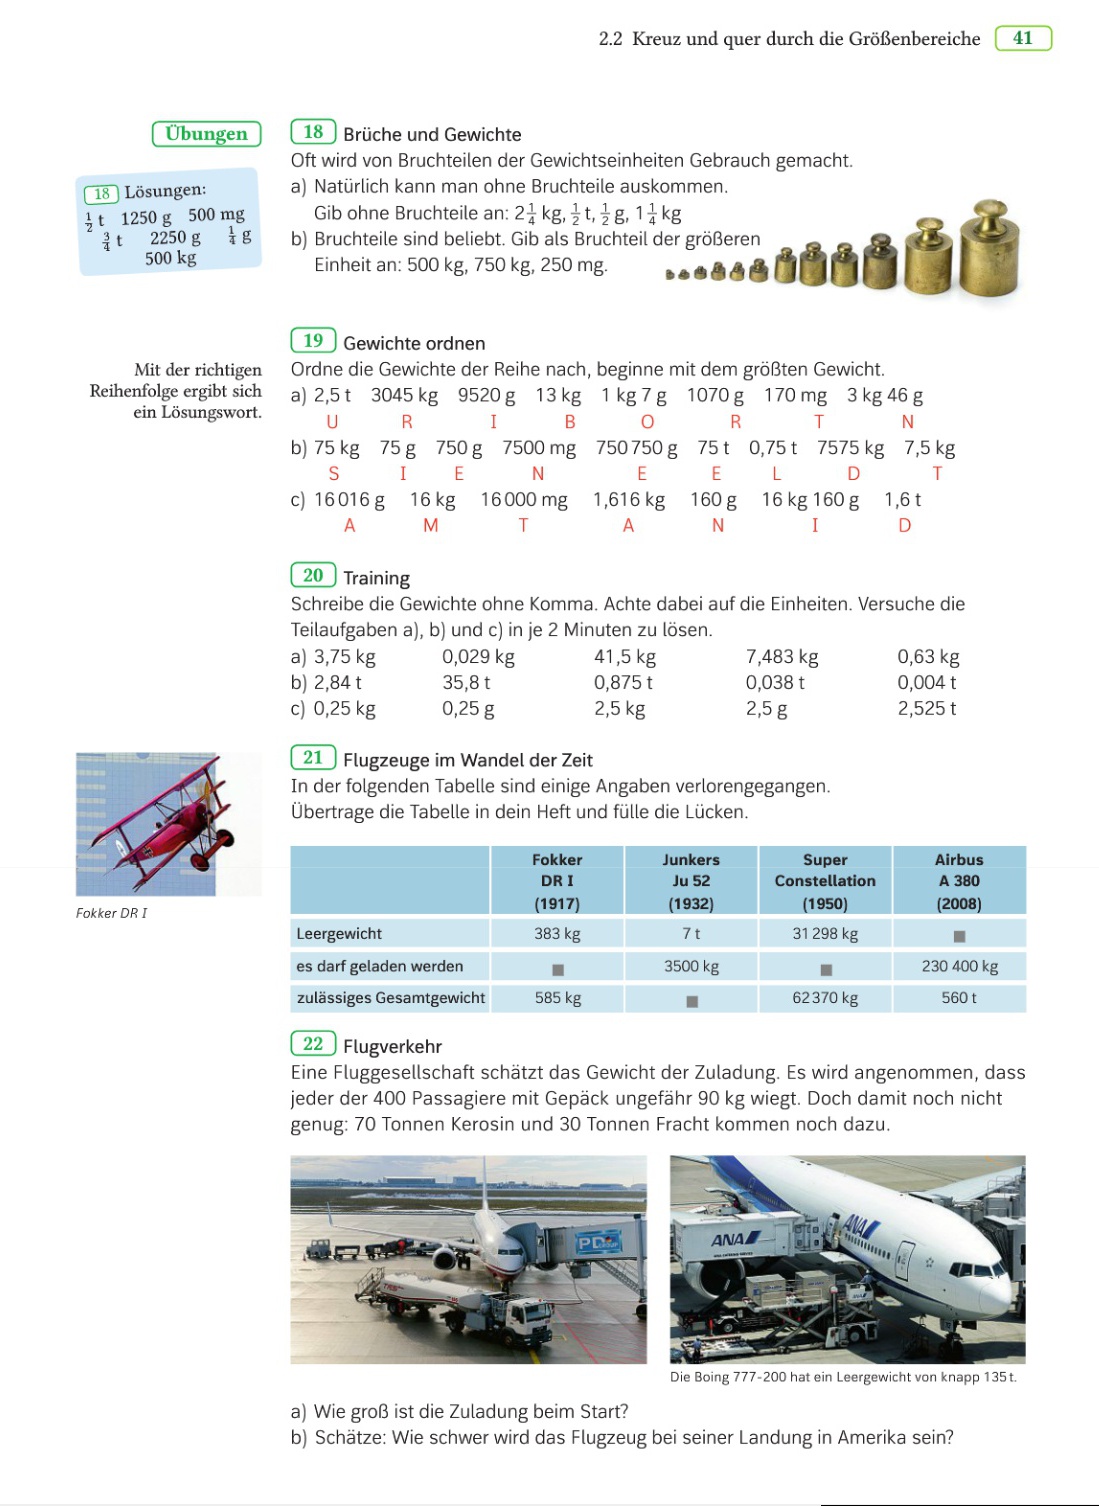 2.2 Kreuz und quer durch die Größenbereiche 41
Übungen
18 Lösungen:
½ t 1250 g 500 mg
¾ t 2250 g ¼ g
500 kg
18 Brüche und Gewichte
Oft wird von Bruchteilen der Gewichtseinheiten Gebrauch gemacht.
a) Natürlich kann man ohne Bruchteile auskommen.
Gib ohne Bruchteile an: 2¼ kg, ½ t, ½ g, 1¼ kg
b) Bruchteile sind beliebt. Gib als Bruchteil der größeren
Einheit an: 500 kg, 750 kg, 250 mg.
Mit der richtigen
Reihenfolge ergibt sich
ein Lösungswort.
19 Gewichte ordnen
Ordne die Gewichte der Reihe nach, beginne mit dem größten Gewicht.
a) 2,5 t 3045 kg 9520 g 13 kg 1 kg 7 g 1070 g 170 mg 3 kg 46 g
U R I B O R T N
b) 75 kg 75 g 750 g 7500 mg 750 750 g 75 t 0,75 t 7575 kg 7,5 kg
S I E N E E L D T
c) 16 016 g 16 kg 16 000 mg 1,616 kg 160 g 16 kg 160 g 1,6 t
A M T A N I D
20 Training
Schreibe die Gewichte ohne Komma. Achte dabei auf die Einheiten. Versuche die
Teilaufgaben a), b) und c) in je 2 Minuten zu lösen.
a) 3,75 kg 0,029 kg 41,5 kg 7,483 kg 0,63 kg
b) 2,84 t 35,8 t 0,875 t 0,038 t 0,004 t
c) 0,25 kg 0,25 g 2,5 kg 2,5 g 2,525 t
Fokker DR I
21 Flugzeuge im Wandel der Zeit
In der folgenden Tabelle sind einige Angaben verlorengegangen.
Übertrage die Tabelle in dein Heft und fülle die Lücken.
Fokker Junkers Super Airbus
DR I Ju 52 Constellation A 380
(1917) (1932) (1950) (2008)
Leergewicht 383 kg 7 t 31 298 kg ■
es darf geladen werden ■ 3500 kg ■ 230 400 kg
zulässiges Gesamtgewicht 585 kg ■ 62 370 kg 560 t
22 Flugverkehr
Eine Fluggesellschaft schätzt das Gewicht der Zuladung. Es wird angenommen, dass
jeder der 400 Passagiere mit Gepäck ungefähr 90 kg wiegt. Doch damit noch nicht
genug: 70 Tonnen Kerosin und 30 Tonnen Fracht kommen noch dazu.
ANA
ANA
Die Boing 777-200 hat ein Leergewicht von knapp 135 t.
a) Wie groß ist die Zuladung beim Start?
b) Schätze: Wie schwer wird das Flugzeug bei seiner Landung in Amerika sein?